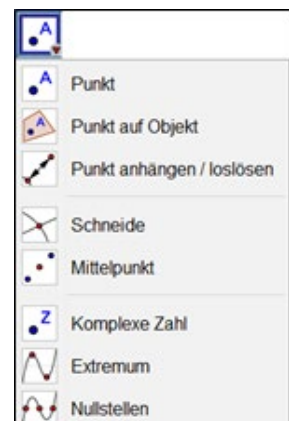 A
A Punkt
A Punkt auf Objekt
Punkt anhängen / loslösen
Schneide
Mittelpunkt
z Komplexe Zahl
Extremum
Nullstellen